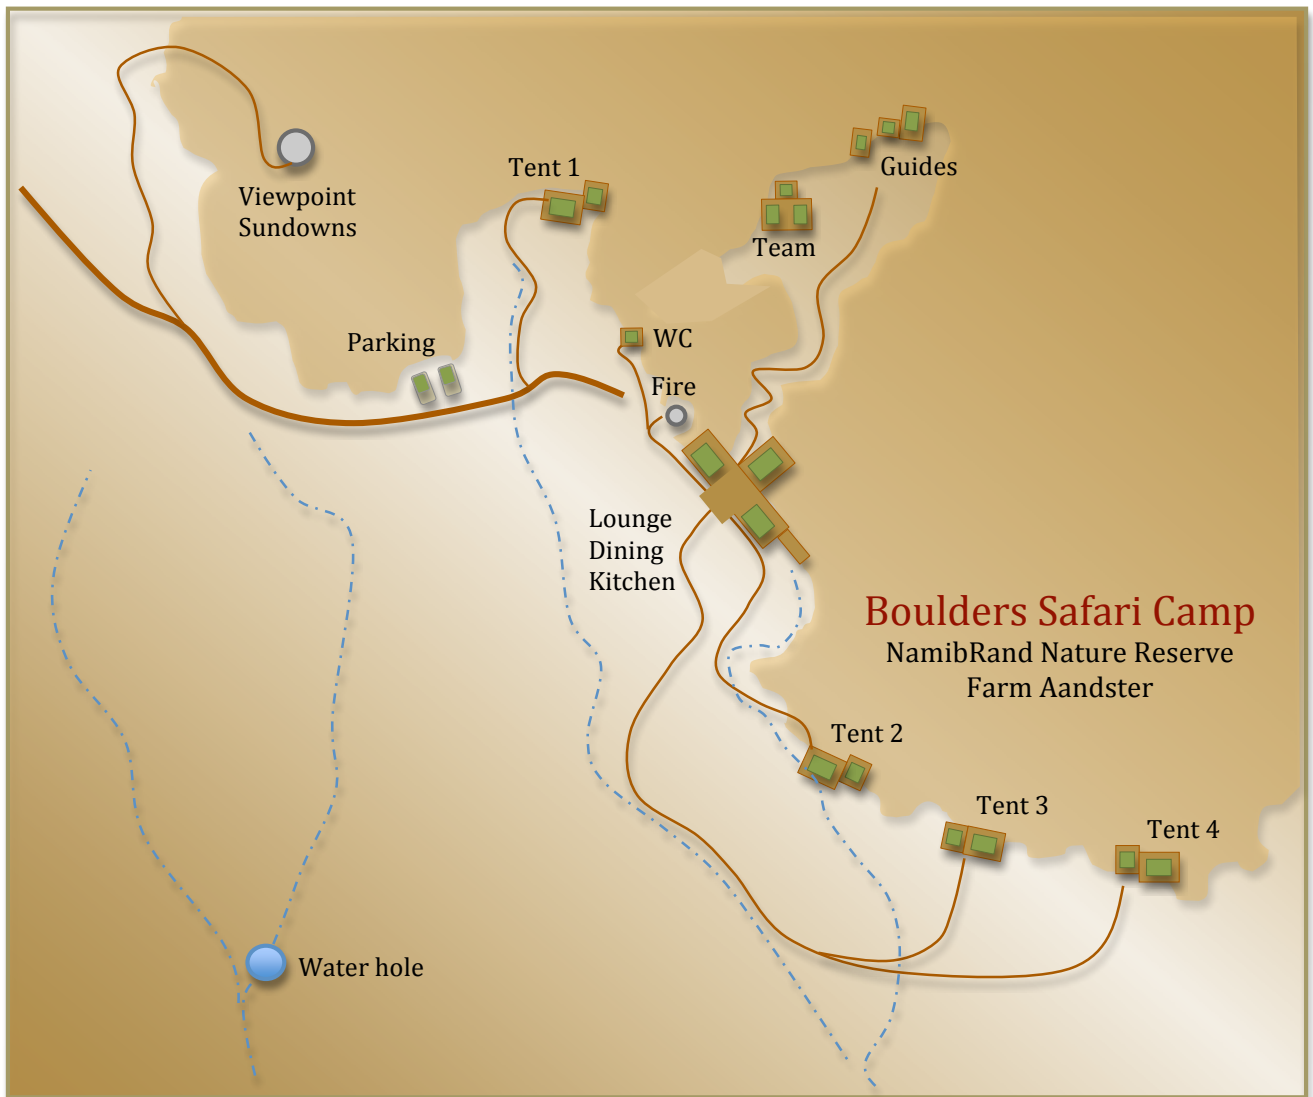 Guides
Tent 1
Viewpoint
Sundowns
Team
Parking
WC
Fire
Lounge
Dining
Kitchen
Boulders Safari Camp
NamibRand Nature Reserve
Farm Aandster
Tent 2
Tent 3
Tent 4
Water hole